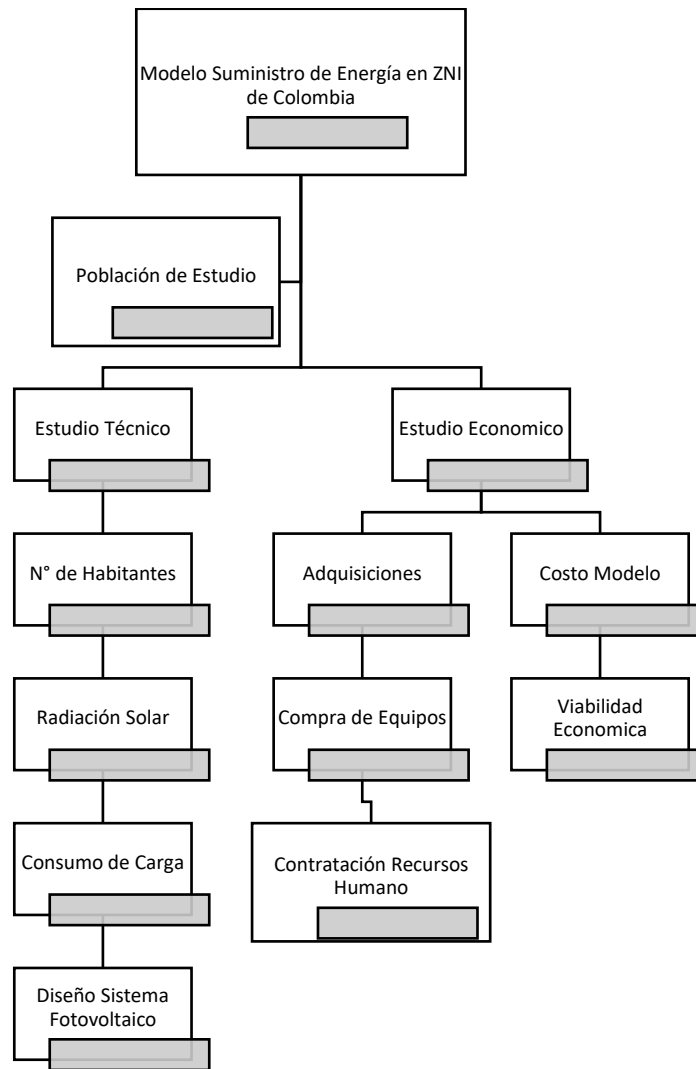 Modelo Suministro de Energía en ZNI
de Colombia
Población de Estudio
Estudio Técnico
Estudio Economico
N° de Habitantes
Adquisiciones
Costo Modelo
Radiación Solar
Compra de Equipos
Viabilidad
Economica
Consumo de Carga
Contratación Recursos
Humano
Diseño Sistema
Fotovoltaico